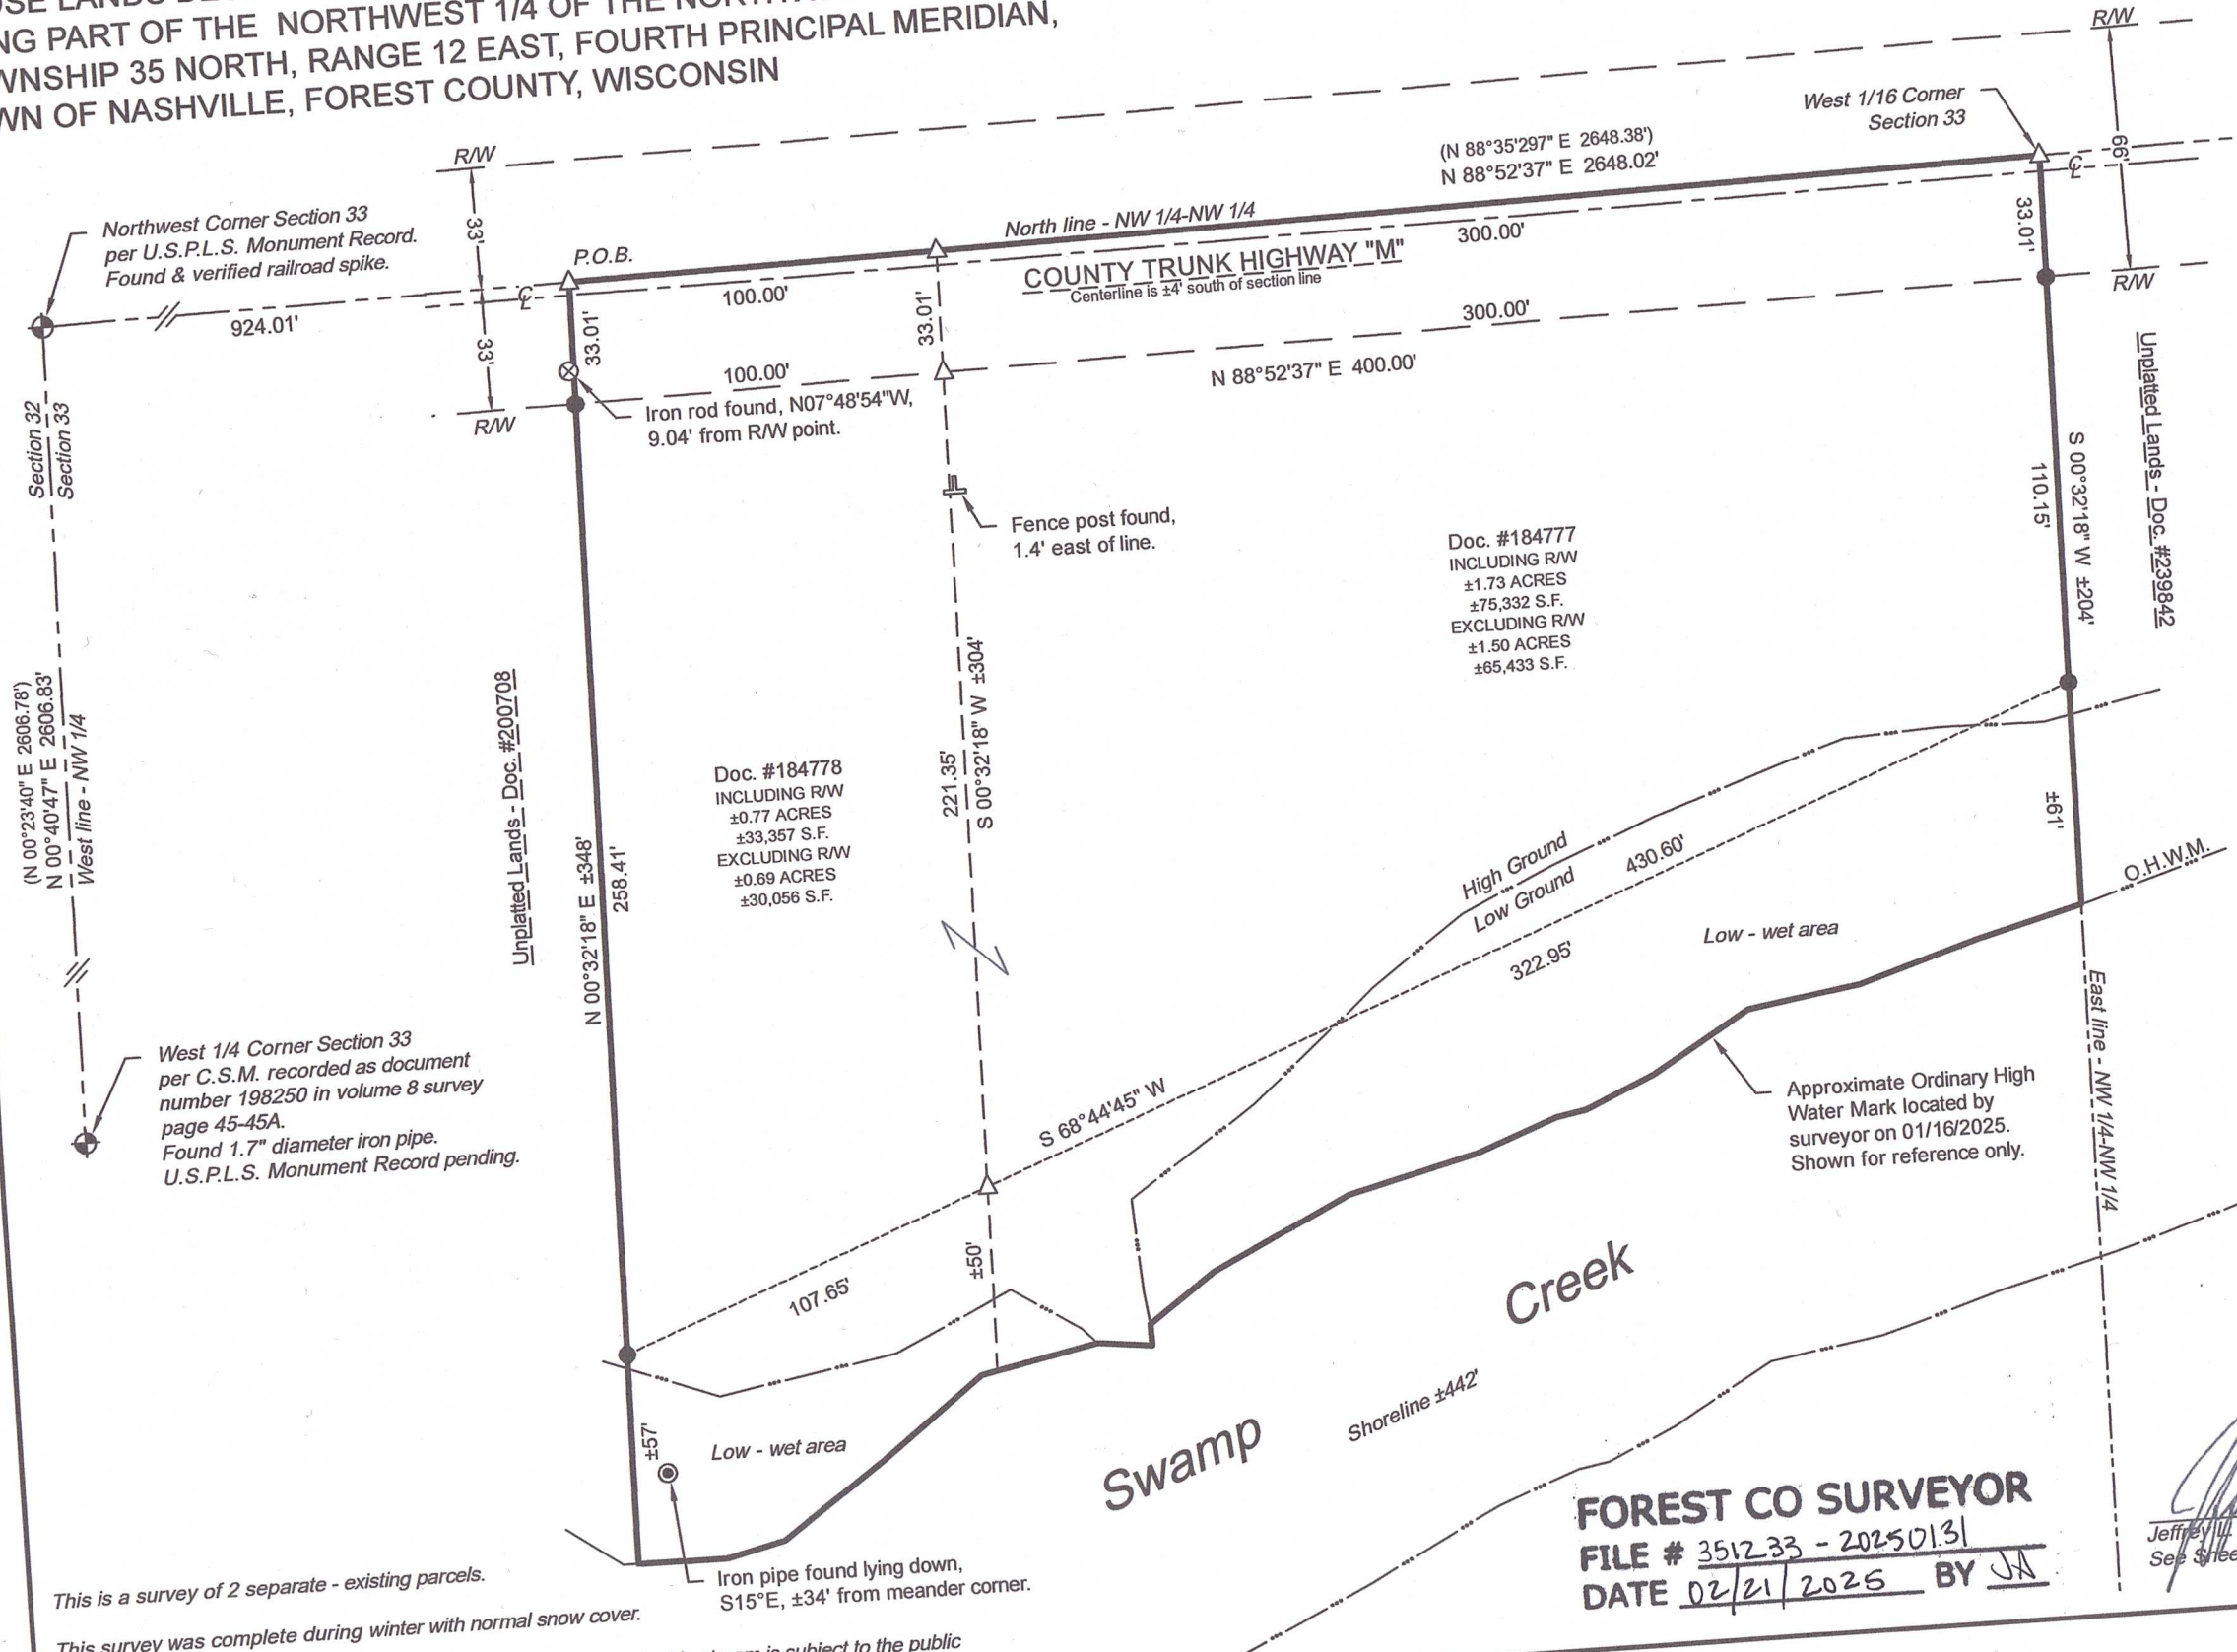 NG PART OF THE NORTHWEST 1/4 OF THE
WNSHIP 35 NORTH, RANGE 12 EAST, FOURTH PRINCIPAL MERIDIAN,
WN OF NASHVILLE, FOREST COUNTY, WISCONSIN
R/W
R/W
West 1/16 Corner
Section 33
(N 88°35'297" E 2648.38')
N 88°52'37" E 2648.02'
66'
Northwest Corner Section 33
per U.S.P.L.S. Monument Record.
Found & verified railroad spike.
33'
P.O.B.
North line - NW 1/4-NW 1/4
300.00'
33.01'
924.01'
100.00'
COUNTY TRUNK HIGHWAY "M"
Centerline is ±4' south of section line
R/W
33'
33.01'
33.01'
300.00'
100.00'
N 88°52'37" E 400.00'
R/W
Iron rod found, N07°48'54"W,
9.04' from R/W point.
Section 32
Section 33
Fence post found,
1.4' east of line.
110.15'
S 00°32'18" W ±204'
Unplatted Lands - Doc. #239842
Doc. #184777
INCLUDING R/W
±1.73 ACRES
±75,332 S.F.
EXCLUDING R/W
±1.50 ACRES
±65,433 S.F.
(N 00°23'40" E 2606.78')
N 00°40'47" E 2606.83'
West line - NW 1/4
Unplatted Lands - Doc. #200708
N 00°32'18" E ±348'
258.41'
Doc. #184778
INCLUDING R/W
±0.77 ACRES
±33,357 S.F.
EXCLUDING R/W
±0.69 ACRES
±30,056 S.F.
221.35'
S 00°32'18" W ±304'
±61'
High Ground
Low Ground
430.60'
322.95'
O.H.W.M.
Low - wet area
West 1/4 Corner Section 33
per C.S.M. recorded as document
number 198250 in volume 8 survey
page 45-45A.
Found 1.7" diameter iron pipe.
U.S.P.L.S. Monument Record pending.
S 68°44'45" W
Approximate Ordinary High
Water Mark located by
surveyor on 01/16/2025.
Shown for reference only.
East line - NW 1/4-NW 1/4
107.65'
±50'
Swamp Creek
Shoreline ±442'
±57'
Low - wet area
Iron pipe found lying down,
S15°E, ±34' from meander corner.
This is a survey of 2 separate - existing parcels.
This survey was complete during winter with normal snow cover.
is subject to the public
FOREST CO SURVEYOR
FILE # 351233 - 20250131
DATE 02/21/2025 BY JA
Jeffrey L.
See